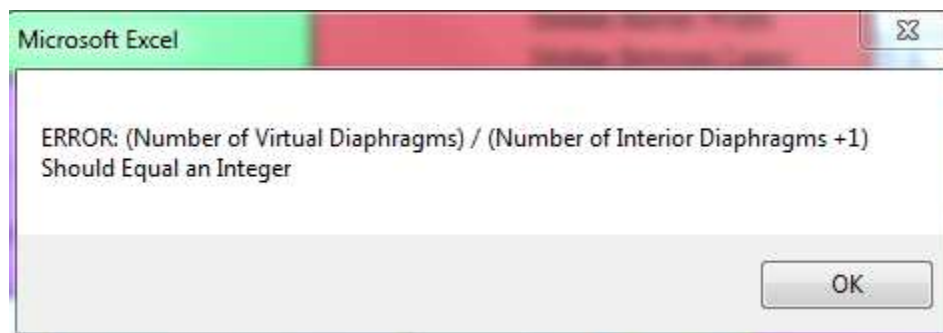 Microsoft Excel
ERROR: (Number of Virtual Diaphragms) / (Number of Interior Diaphragms +1)
Should Equal an Integer
OK